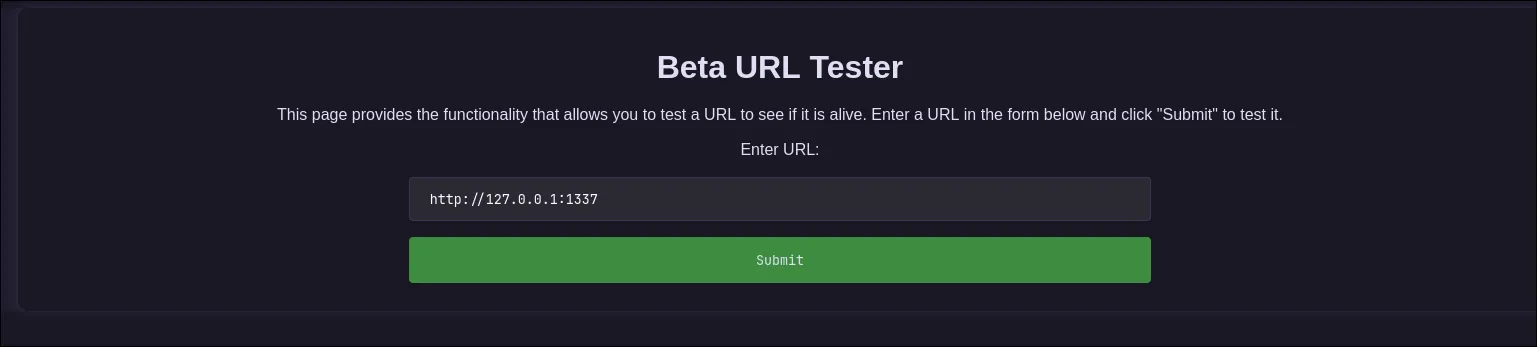 Beta URL Tester
This page provides the functionality that allows you to test a URL to see if it is alive. Enter a URL in the form below and click "Submit" to test it.
Enter URL:
http://127.0.0.1:1337
Submit